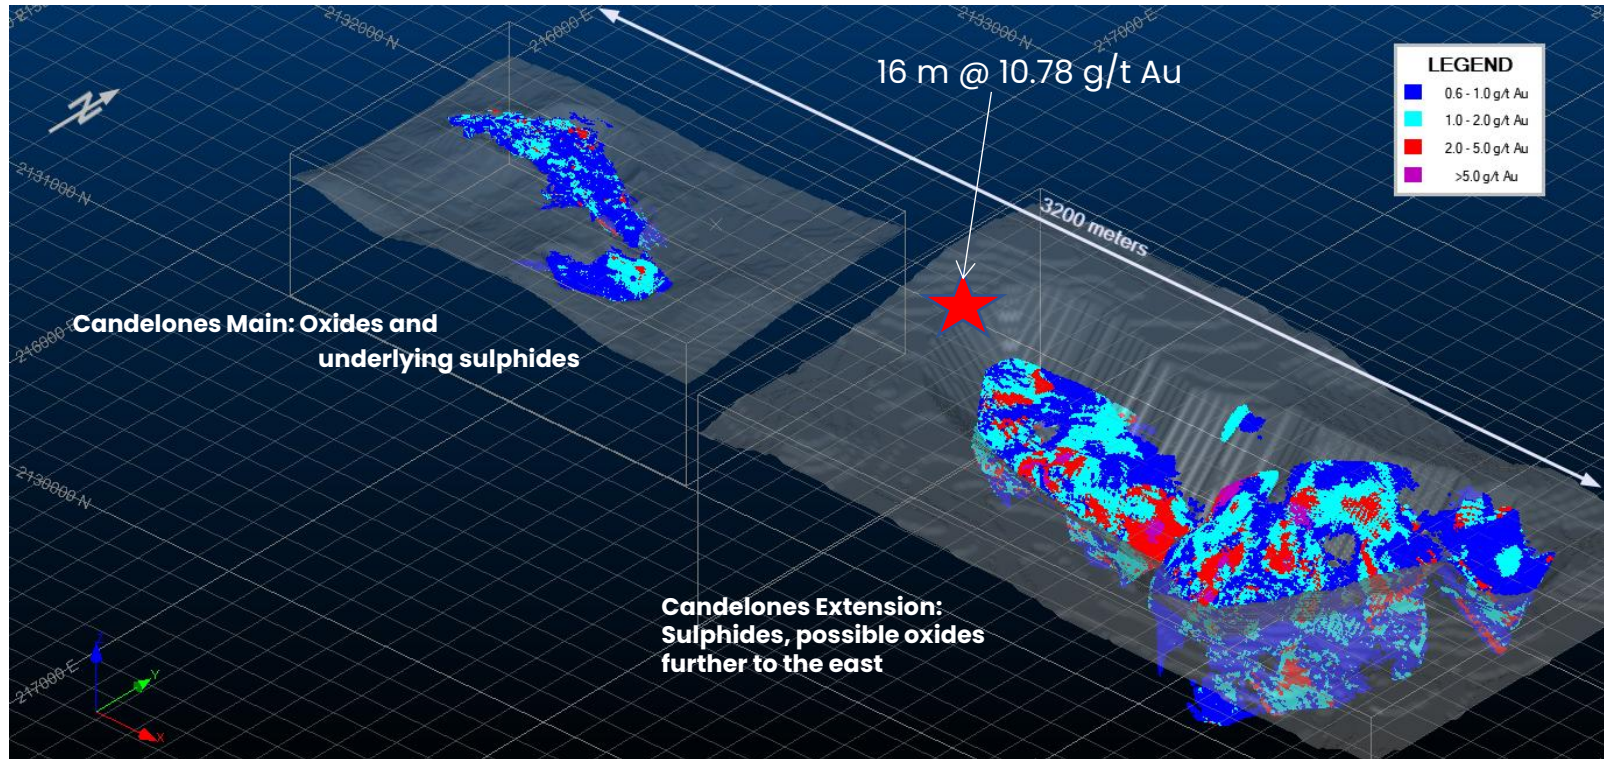 2132000 N
216000 E
2133000 N
217000 E
16 m @ 10.78 g/t Au
LEGEND
0.6 - 1.0 g/t Au
1.0 - 2.0 g/t Au
2.0 - 5.0 g/t Au
>5.0 g/t Au
N
2131000 N
3200 meters
216000 E
Candelones Main: Oxides and
underlying sulphides
2130000 N
Candelones Extension:
Sulphides, possible oxides
further to the east
217000 E
Z
Y
X